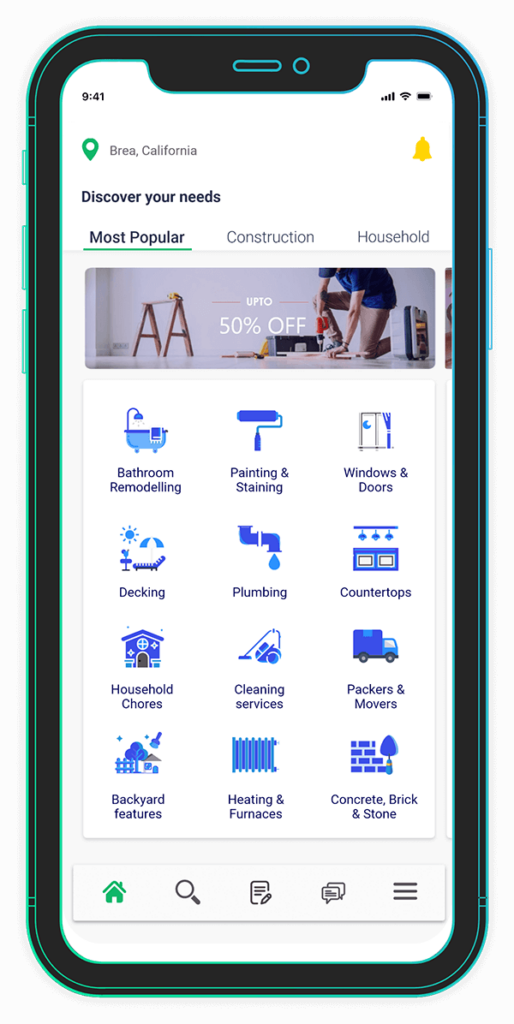 9:41
Brea, California
Discover your needs
Most Popular Construction Household
UPTO
50% OFF
Bathroom
Remodelling
Painting &
Staining
Windows &
Doors
Decking
Plumbing
Countertops
Household
Chores
Cleaning
services
Packers &
Movers
Backyard
features
Heating &
Furnaces
Concrete, Brick
& Stone